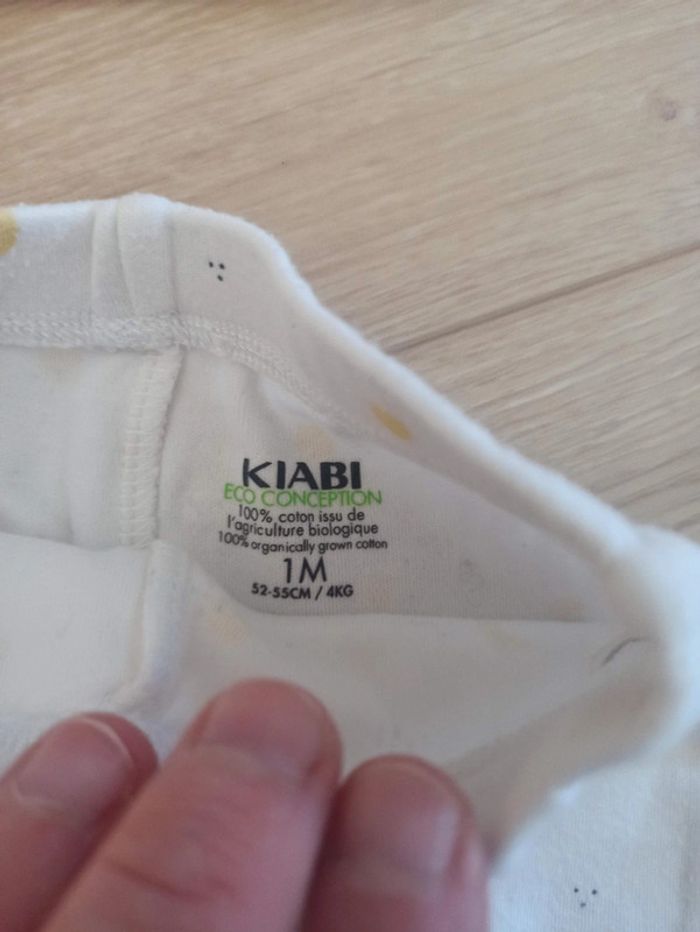 KIABI
ECO CONCEPTION
100% coton issu de
l'agriculture biologique
100% organically grown cotton
1M
52-55CM / 4KG